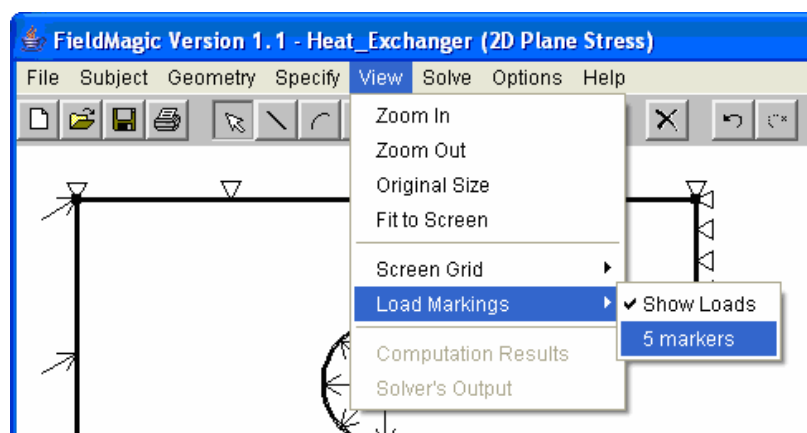 FieldMagic Version 1.1 - Heat_Exchanger (2D Plane Stress)
File Subject Geometry Specify View Solve Options Help
Zoom In
Zoom Out
Original Size
Fit to Screen
Screen Grid
Load Markings
Show Loads
5 markers
Computation Results
Solver's Output